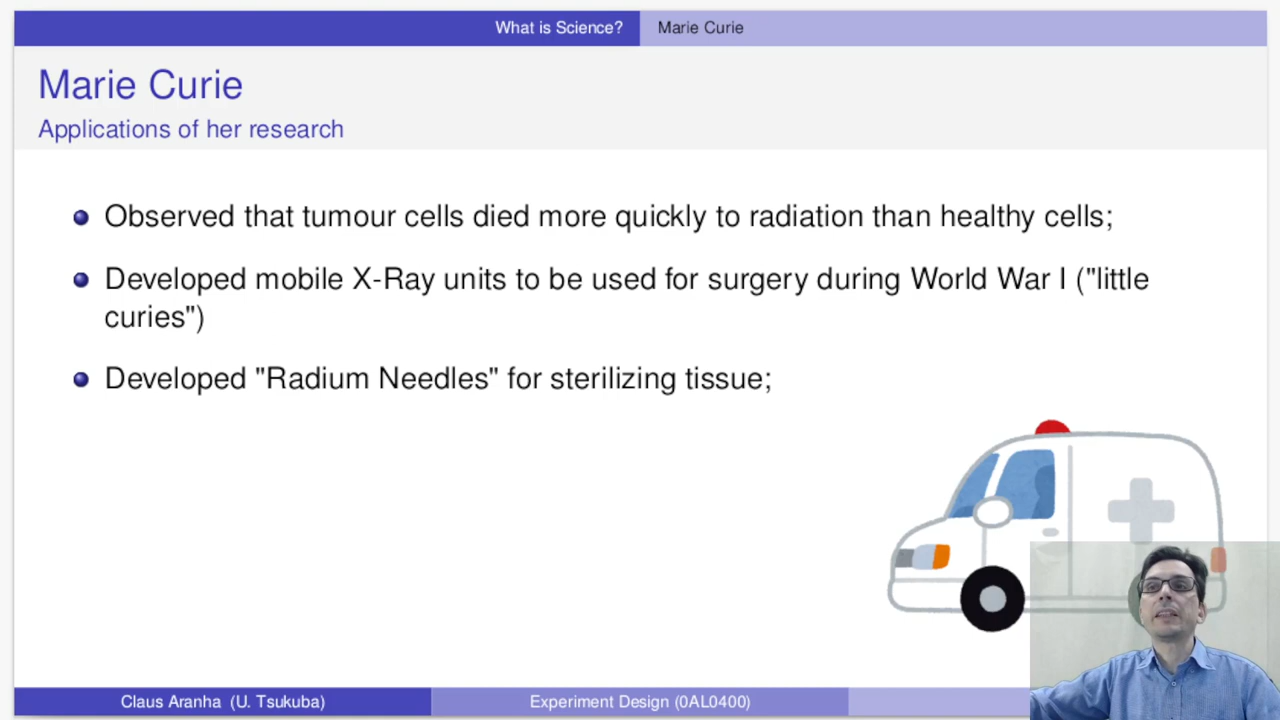 What is Science? Marie Curie
Marie Curie
Applications of her research
Observed that tumour cells died more quickly to radiation than healthy cells;
Developed mobile X-Ray units to be used for surgery during World War I ("little
curies")
Developed "Radium Needles" for sterilizing tissue;
Claus Aranha (U. Tsukuba) Experiment Design (0AL0400)